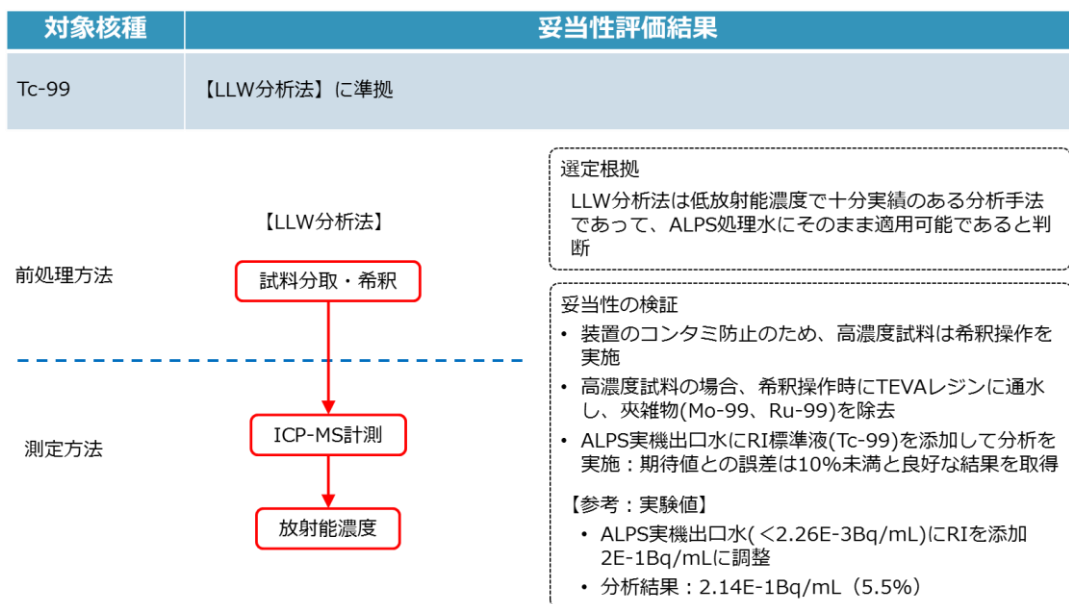 対象核種
妥当性評価結果
Tc-99
【LLW分析法】に準拠
【LLW分析法】
前処理方法
試料分取・希釈
測定方法
ICP-MS計測
放射能濃度
選定根拠
LLW分析法は低放射能濃度で十分実績のある分析手法
であって、ALPS処理水にそのまま適用可能であると判
断
妥当性の検証
• 装置のコンタミ防止のため、高濃度試料は希釈操作を
実施
• 高濃度試料の場合、希釈操作時にTEVAレジンに通水
し、夾雑物(Mo-99、Ru-99)を除去
• ALPS実機出口水にRI標準液(Tc-99)を添加して分析を
実施：期待値との誤差は10%未満と良好な結果を取得
【参考：実験値】
• ALPS実機出口水(<2.26E-3Bq/mL)にRIを添加
2E-1Bq/mLに調整
• 分析結果：2.14E-1Bq/mL（5.5%）